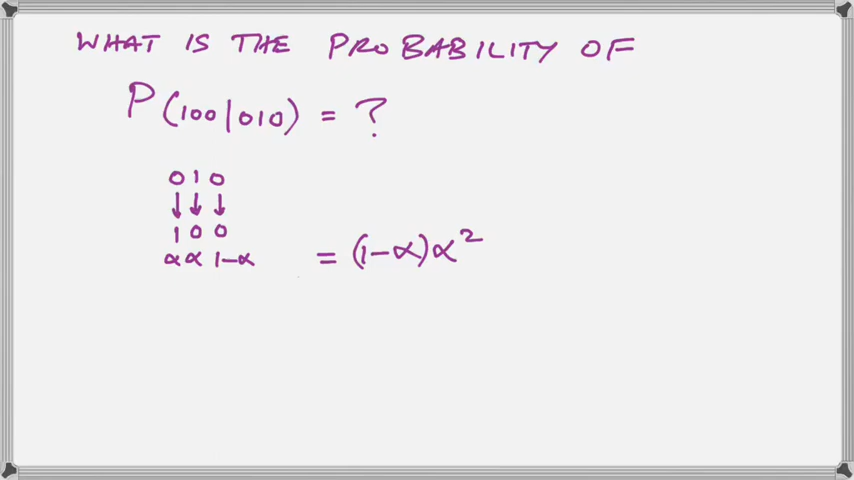 WHAT IS THE PROBABILITY OF
P(100|010) = ?
0 1 0
↓ ↓ ↓
1 0 0
α α 1-α = (1-α)α²